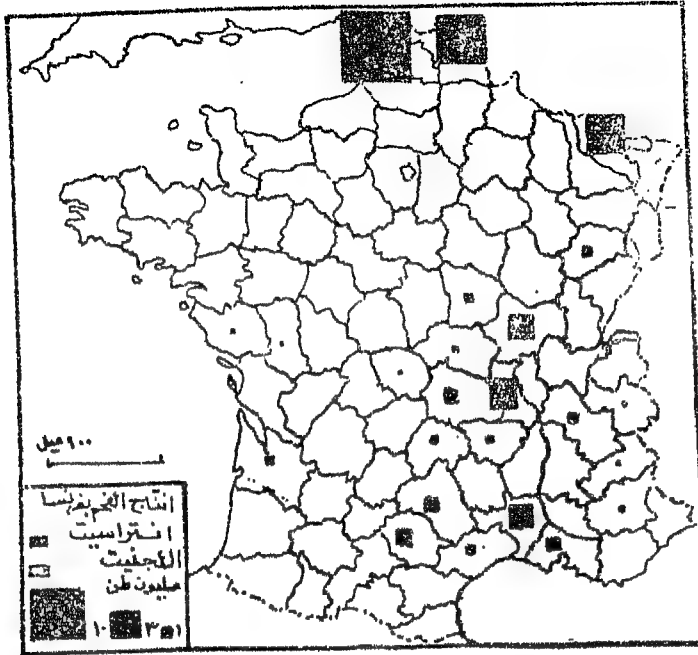 ١٠٠ ميل
إنتاج الفحم بفرنسا
انتراسيت
اللجنيت
مليون طن
١ ٣ ١٠